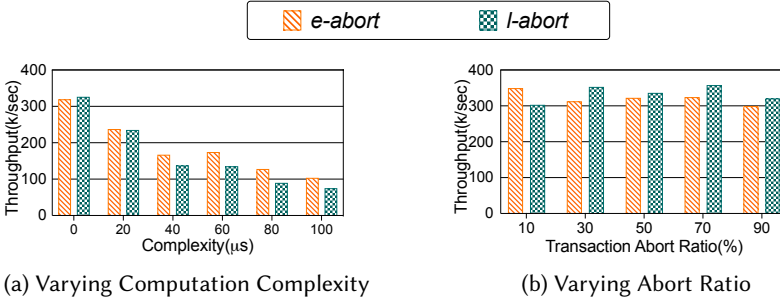 e-abort l-abort
Throughput(k/sec)
400
300
200
100
0
0 20 40 60 80 100
Complexity(μs)
(a) Varying Computation Complexity
Throughput(k/sec)
400
300
200
100
0
10 30 50 70 90
Transaction Abort Ratio(%)
(b) Varying Abort Ratio